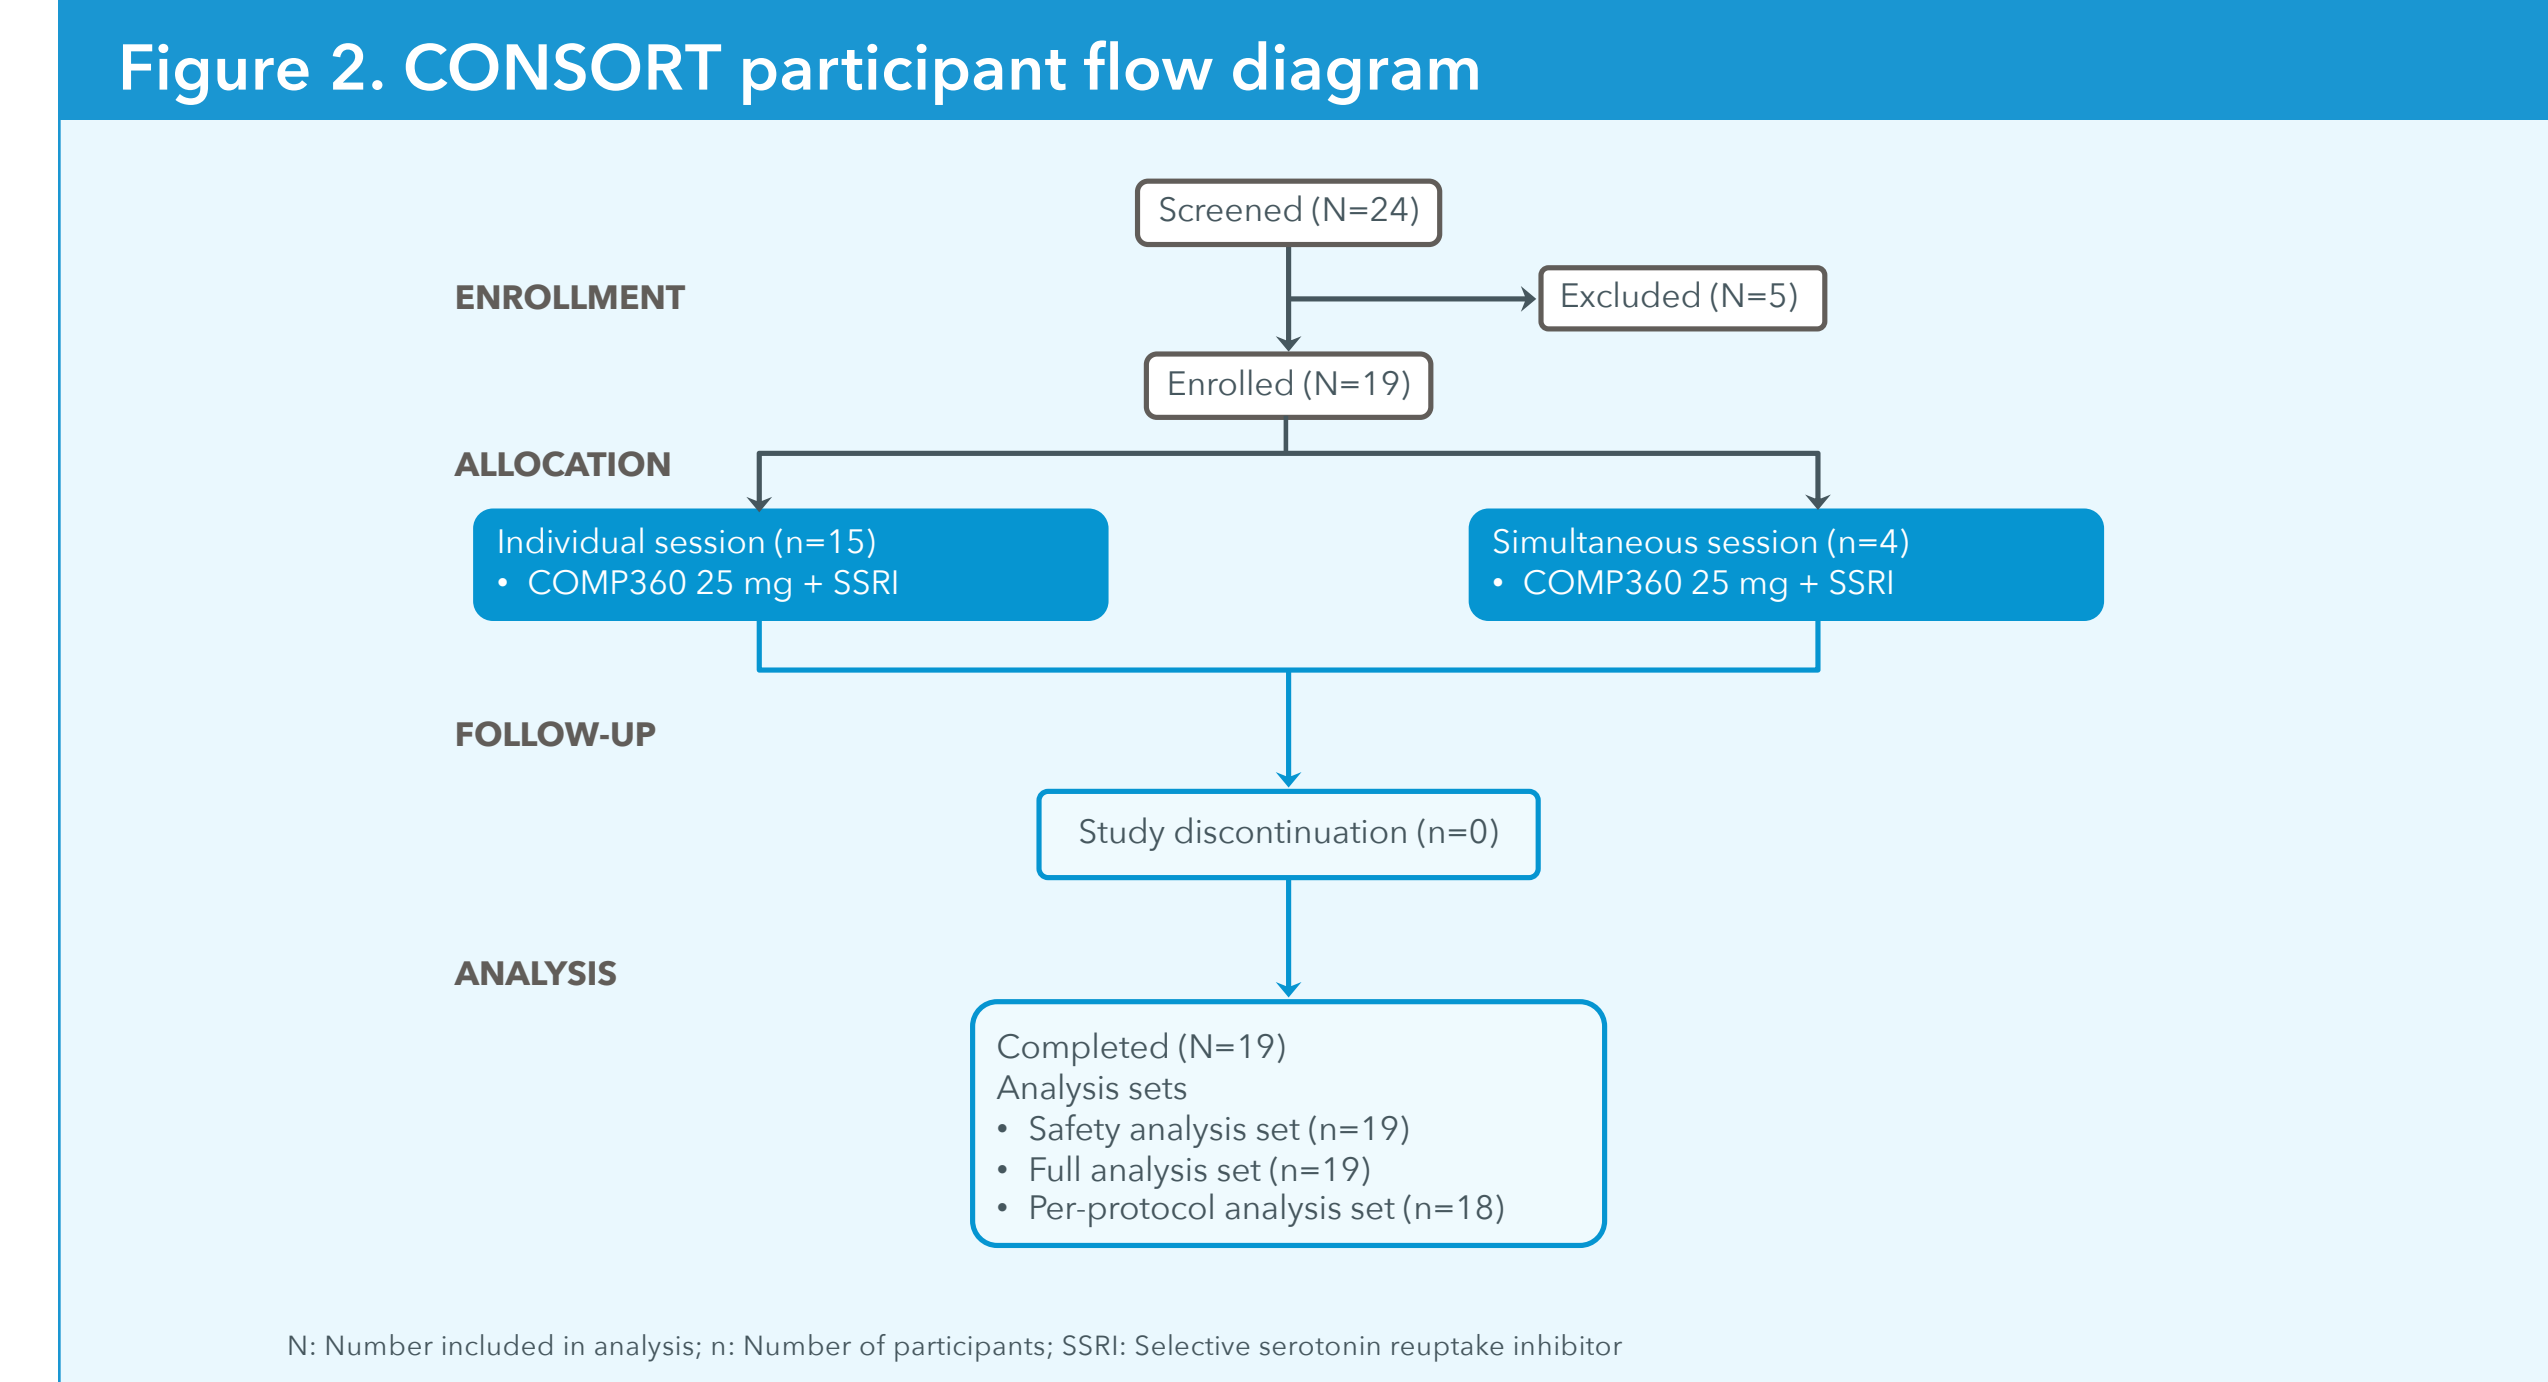 Figure 2. CONSORT participant flow diagram
Screened (N=24)
ENROLLMENT
Excluded (N=5)
Enrolled (N=19)
ALLOCATION
Individual session (n=15)
• COMP360 25 mg + SSRI
Simultaneous session (n=4)
• COMP360 25 mg + SSRI
FOLLOW-UP
Study discontinuation (n=0)
ANALYSIS
Completed (N=19)
Analysis sets
• Safety analysis set (n=19)
• Full analysis set (n=19)
• Per-protocol analysis set (n=18)
N: Number included in analysis; n: Number of participants; SSRI: Selective serotonin reuptake inhibitor